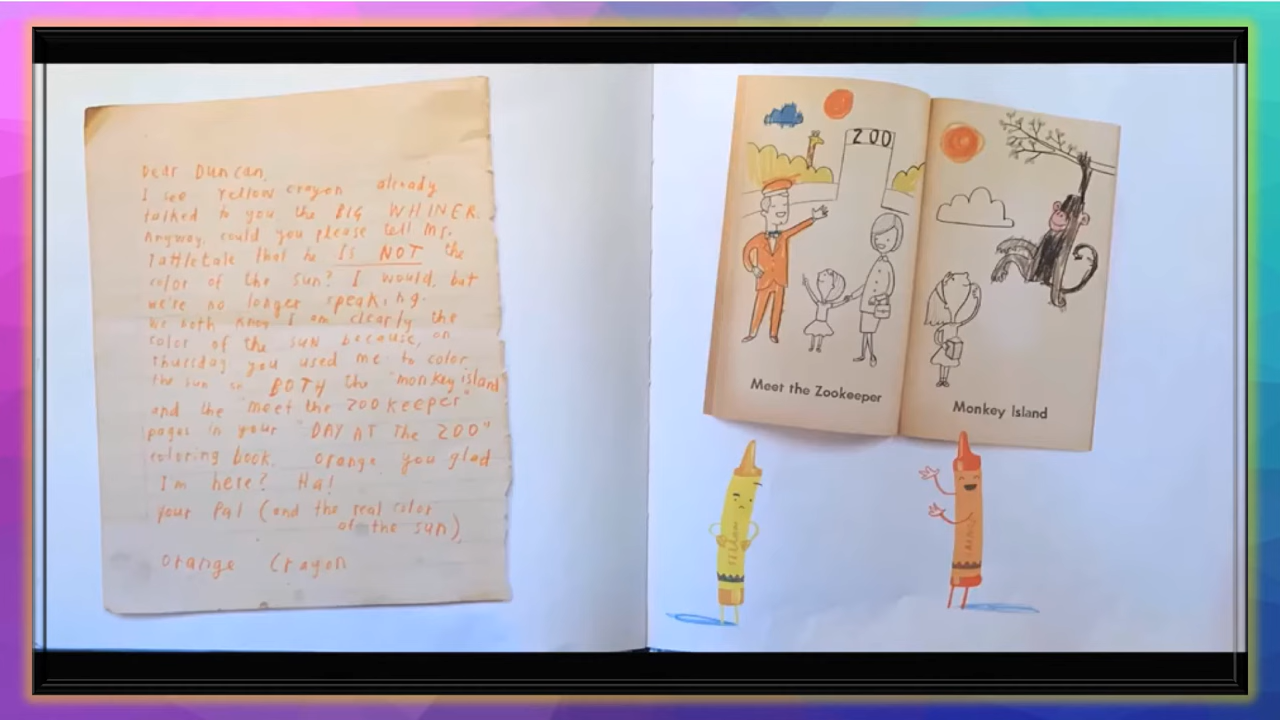 Dear Duncan,
I see Yellow crayon already
talked to you the BIG WHINER.
Anyway, could you please tell Mr.
Tattletale that he IS NOT the
color of the sun? I would, but
we're no longer speaking.
we both know I am clearly the
color of the sun because, on
Thursday you used me to color
the sun on BOTH the "monkey island"
and the "meet the zookeeper"
pages in your "DAY AT the ZOO"
coloring book. orange you glad
I'm here? Ha!
your Pal (and the real color
of the sun)
orange Crayon
ZOO
Meet the Zookeeper
Monkey Island
Yellow